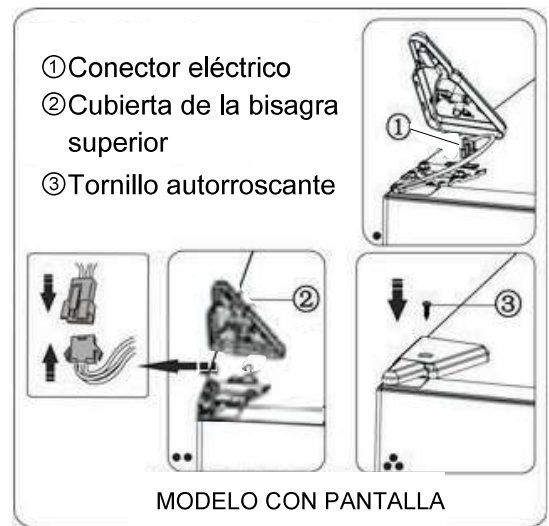 ①Conector eléctrico
②Cubierta de la bisagra
superior
③Tornillo autorroscante
①
②
③
MODELO CON PANTALLA